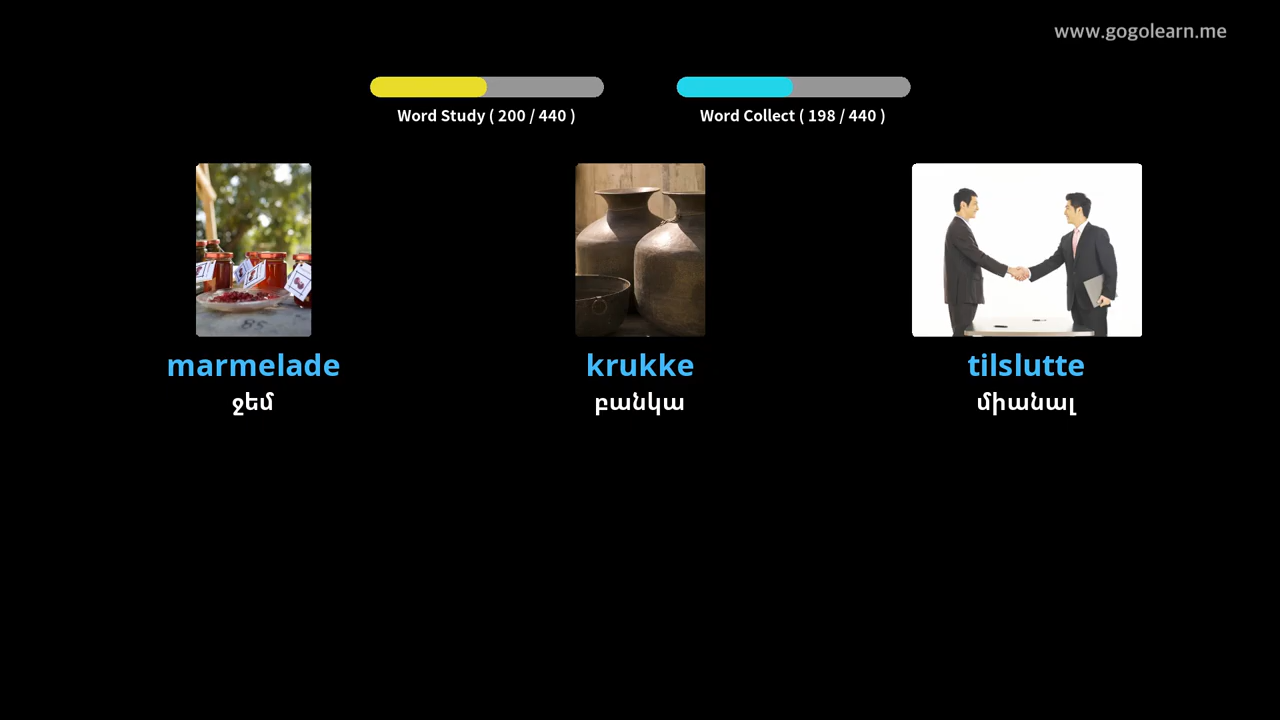 www.gogolearn.me
Word Study ( 200 / 440 )
Word Collect ( 198 / 440 )
marmelade
ջեմ
krukke
բանկա
tilslutte
միանալ